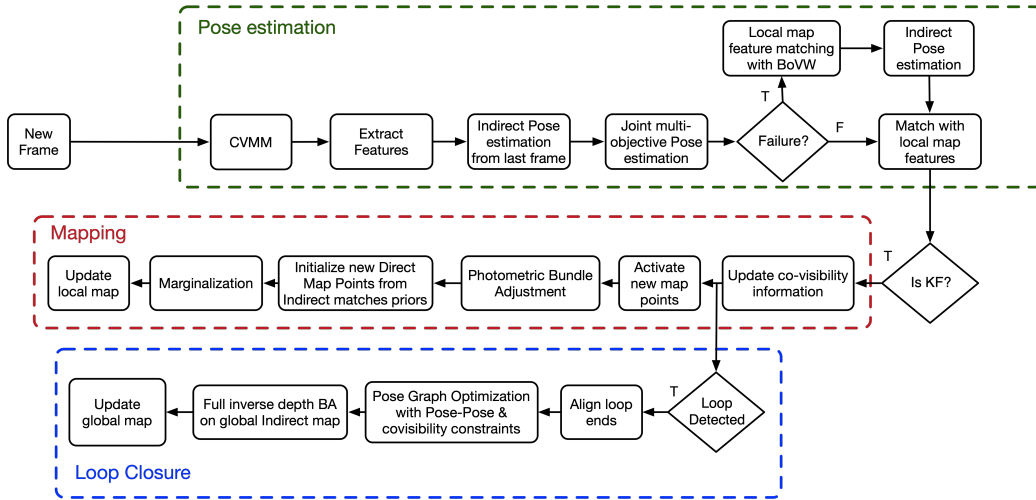 Pose estimation
Local map
feature matching
with BoVW
Indirect
Pose
estimation
New
Frame
CVMM
Extract
Features
Indirect Pose
estimation
from last frame
Joint multi-
objective Pose
estimation
T
Failure?
F
Match with
local map
features
Mapping
Update
local map
Marginalization
Initialize new Direct
Map Points from
Indirect matches priors
Photometric Bundle
Adjustment
Activate
new map
points
Update co-visibility
information
T
Is KF?
Update
global map
Full inverse depth BA
on global Indirect map
Pose Graph Optimization
with Pose-Pose &
covisibility constraints
Align loop
ends
T
Loop
Detected
Loop Closure